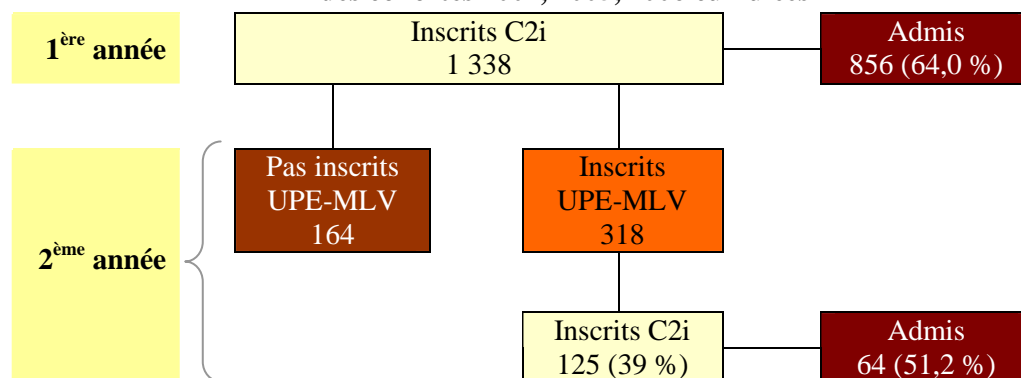 1ère année
Inscrits C2i
1 338
Admis
856 (64,0 %)
2ème année
Pas inscrits
UPE-MLV
164
Inscrits
UPE-MLV
318
Inscrits C2i
125 (39 %)
Admis
64 (51,2 %)